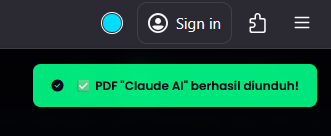 Sign in
✅ PDF "Claude AI" berhasil diunduh!